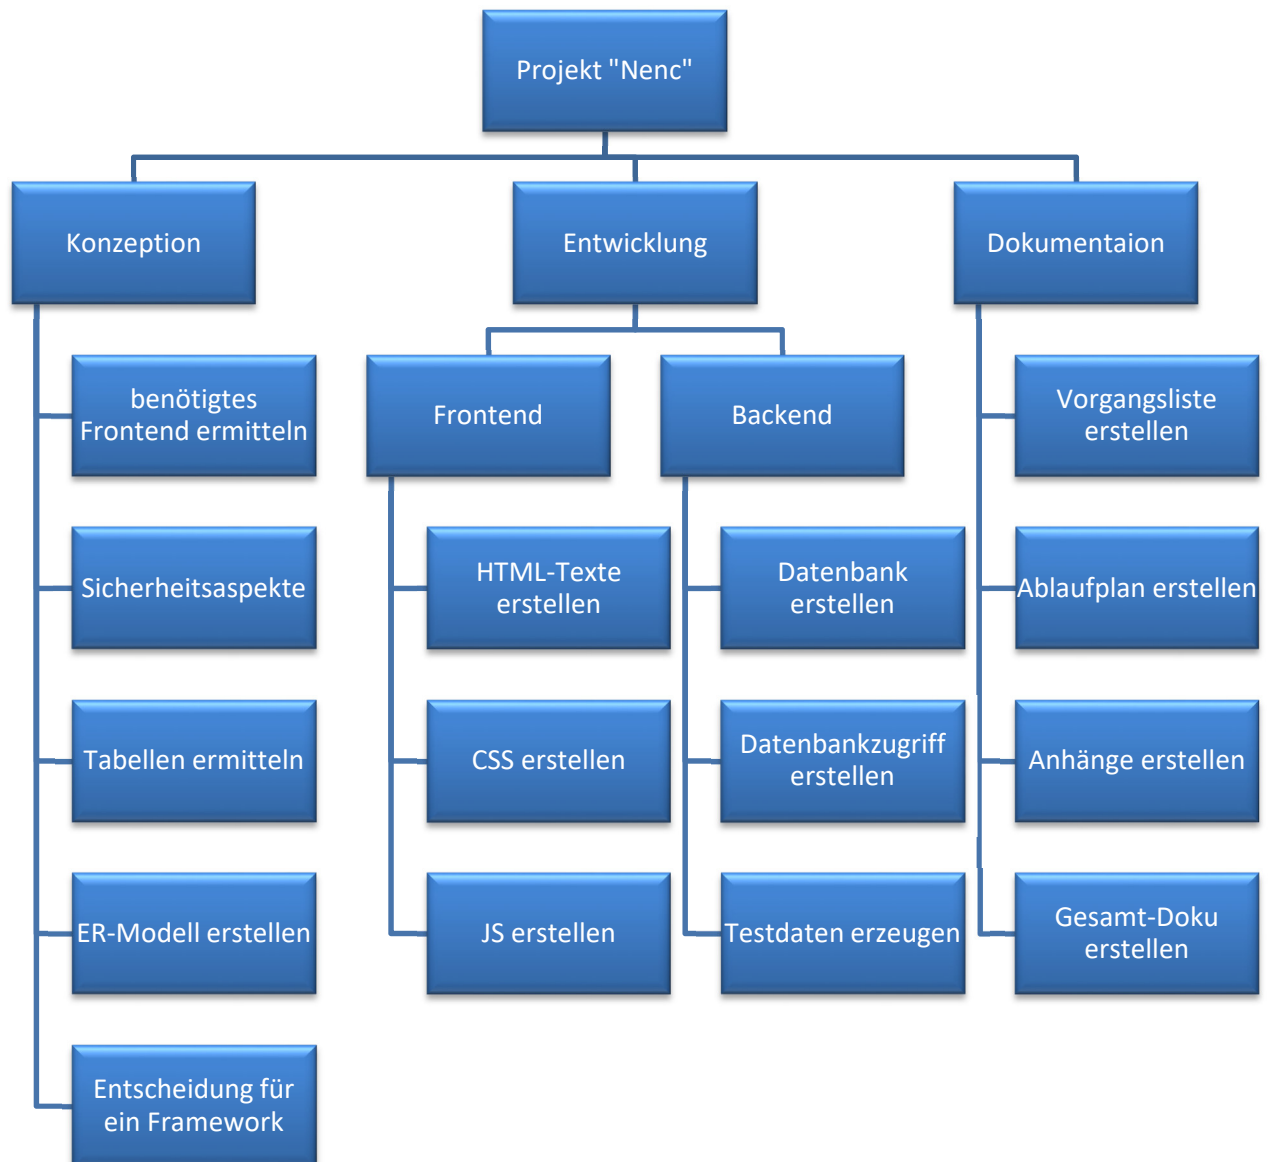 Projekt "Nenc"
Konzeption
Entwicklung
Dokumentaion
benötigtes
Frontend ermitteln
Frontend
Backend
Vorgangsliste
erstellen
Sicherheitsaspekte
HTML-Texte
erstellen
Datenbank
erstellen
Ablaufplan erstellen
Tabellen ermitteln
CSS erstellen
Datenbankzugriff
erstellen
Anhänge erstellen
ER-Modell erstellen
JS erstellen
Testdaten erzeugen
Gesamt-Doku
erstellen
Entscheidung für
ein Framework